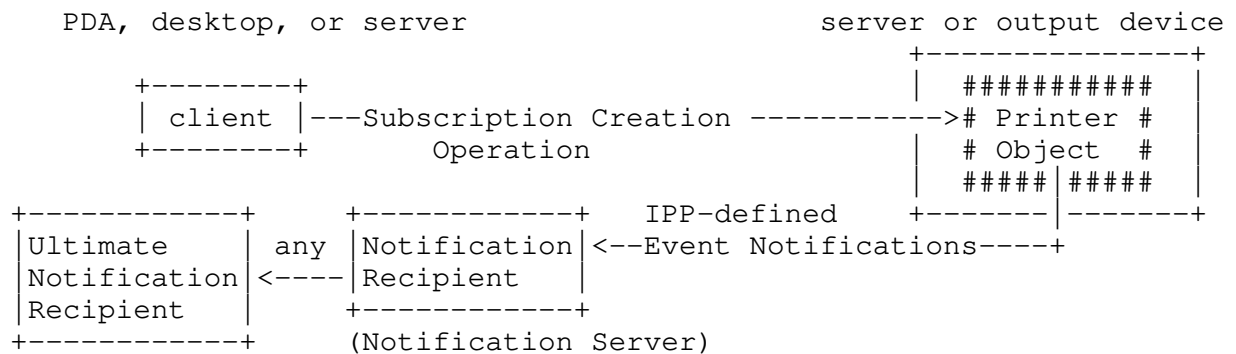 PDA, desktop, or server                    server or output device
                                                    +---------------+
        +--------+                                  |  ###########  |
        | client |---Subscription Creation -----------># Printer #  |
        +--------+         Operation                |  # Object  #  |
                                                    |  #####|#####  |
+------------+     +------------+   IPP-defined     +-------|-------+
|Ultimate    | any |Notification|<--Event Notifications----+
|Notification|<----|Recipient   |
|Recipient   |     +------------+
+------------+     (Notification Server)